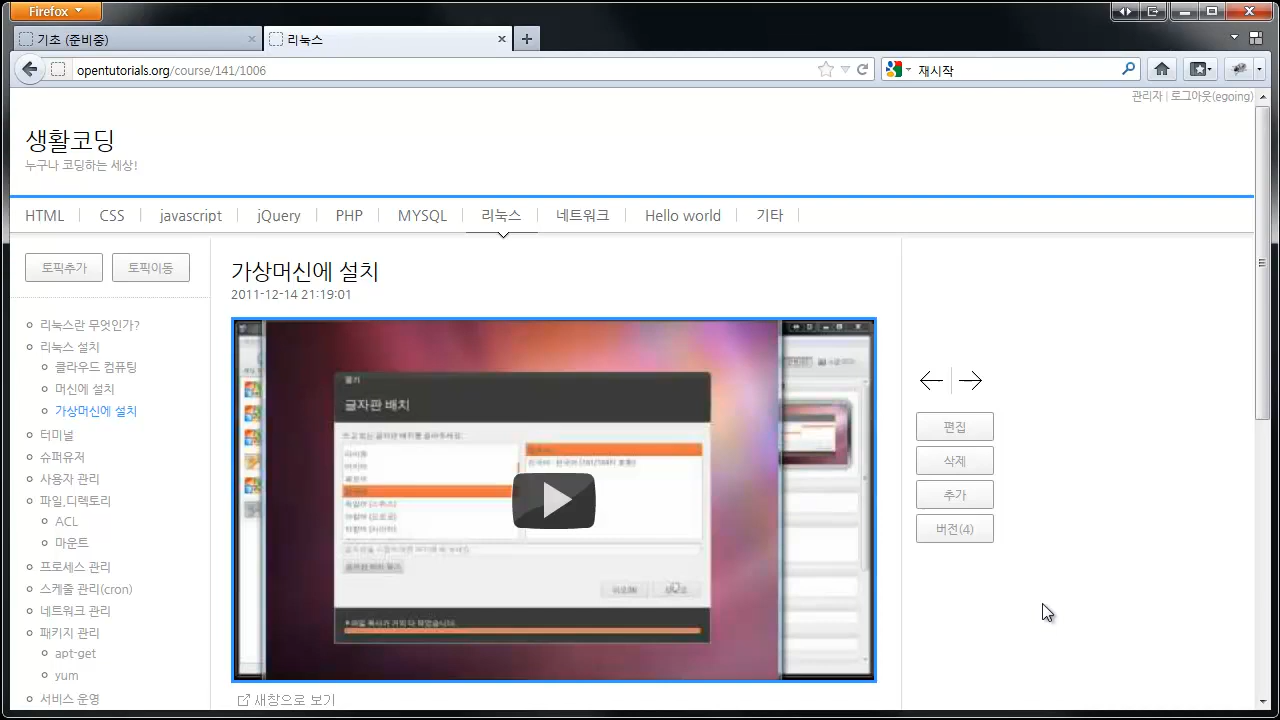 Firefox
기초 (준비중)
리눅스
opentutorials.org/course/141/1006
재시작
관리자 | 로그아웃(egoing)
생활코딩
누구나 코딩하는 세상!
HTML CSS javascript jQuery PHP MYSQL 리눅스 네트워크 Hello world 기타
토픽추가 토픽이동
리눅스란 무엇인가?
리눅스 설치
클라우드 컴퓨팅
머신에 설치
가상머신에 설치
터미널
슈퍼유저
사용자 관리
파일,디렉토리
ACL
마운트
프로세스 관리
스케줄 관리(cron)
네트워크 관리
패키지 관리
apt-get
yum
서비스 운영
가상머신에 설치
2011-12-14 21:19:01
글자판 배치
새창으로 보기
편집
삭제
추가
버전(4)